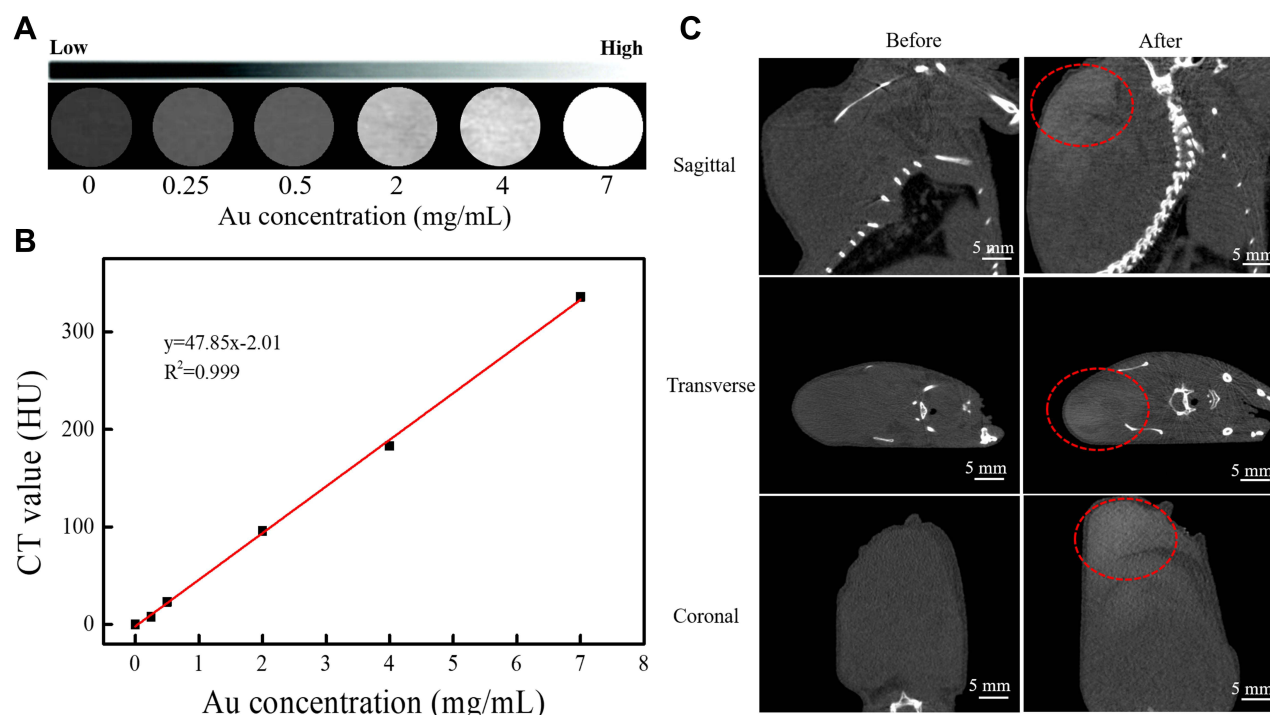 A
Low High
0 0.25 0.5 2 4 7
Au concentration (mg/mL)
B
y=47.85x-2.01
R²=0.999
CT value (HU)
300
200
100
0
0 1 2 3 4 5 6 7 8
Au concentration (mg/mL)
C
Before After
Sagittal
5 mm 5 mm
Transverse
5 mm 5 mm
Coronal
5 mm 5 mm